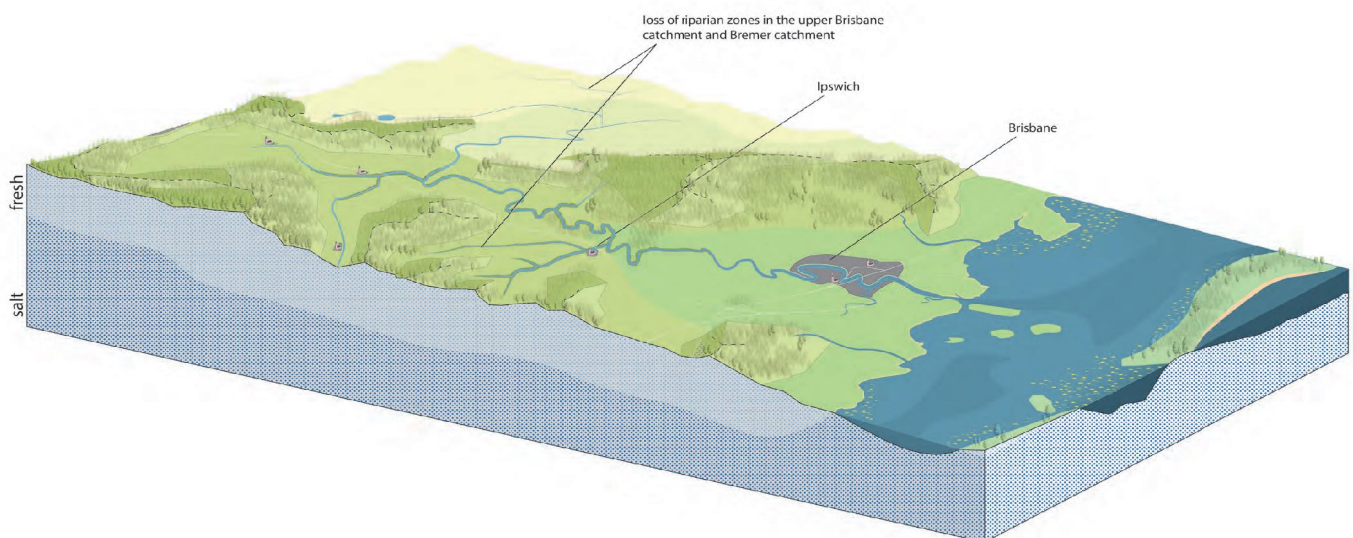 loss of riparian zones in the upper Brisbane
catchment and Bremer catchment
Ipswich
Brisbane
fresh
salt